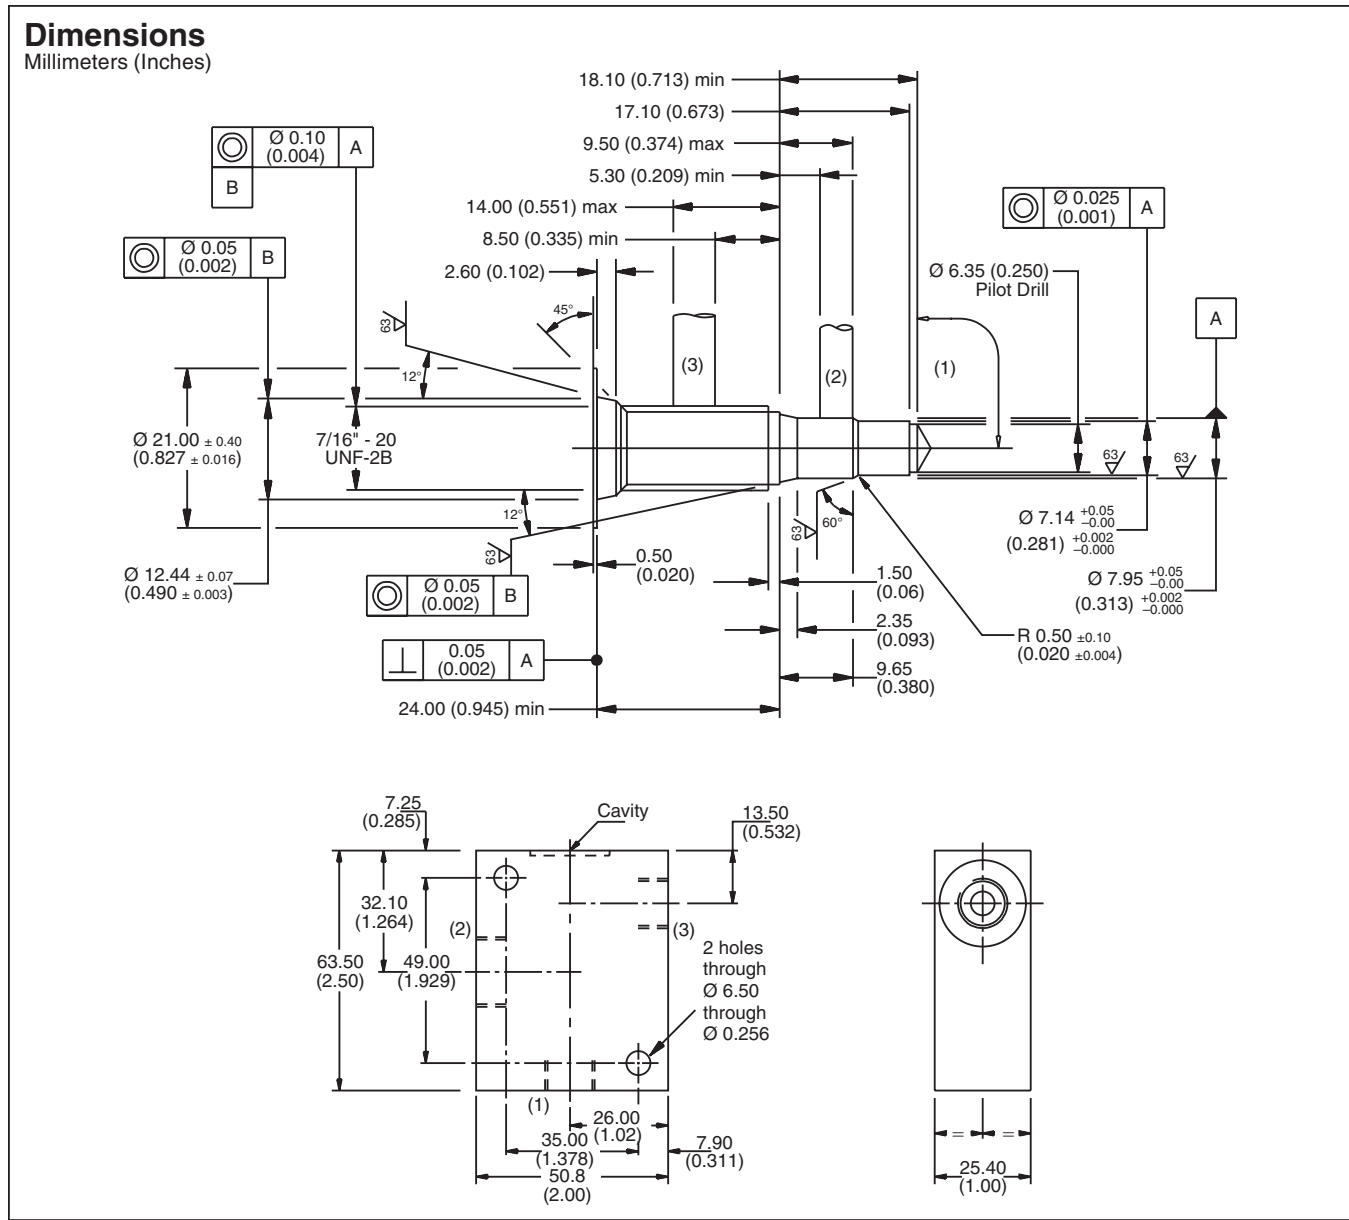 Dimensions
Millimeters (Inches)
18.10 (0.713) min
17.10 (0.673)
9.50 (0.374) max
5.30 (0.209) min
14.00 (0.551) max
8.50 (0.335) min
2.60 (0.102)
Ø 0.10
(0.004)
A
B
Ø 0.05
(0.002)
B
Ø 0.025
(0.001)
A
Ø 6.35 (0.250)
Pilot Drill
A
45°
63
12°
(3)
(2)
(1)
Ø 21.00 ± 0.40
(0.827 ± 0.016)
7/16" - 20
UNF-2B
63
63
12°
63
63
60°
Ø 7.14 +0.05 −0.00
(0.281) +0.002 −0.000
Ø 12.44 ± 0.07
(0.490 ± 0.003)
Ø 0.05
(0.002)
B
0.50
(0.020)
1.50
(0.06)
Ø 7.95 +0.05 −0.00
(0.313) +0.002 −0.000
2.35
(0.093)
R 0.50 ±0.10
(0.020 ±0.004)
0.05
(0.002)
A
9.65
(0.380)
24.00 (0.945) min
7.25
(0.285)
Cavity
13.50
(0.532)
32.10
(1.264)
(2)
(3)
63.50
(2.50)
49.00
(1.929)
2 holes
through
Ø 6.50
through
Ø 0.256
(1)
26.00
(1.02)
35.00
(1.378)
7.90
(0.311)
50.8
(2.00)
= =
25.40
(1.00)